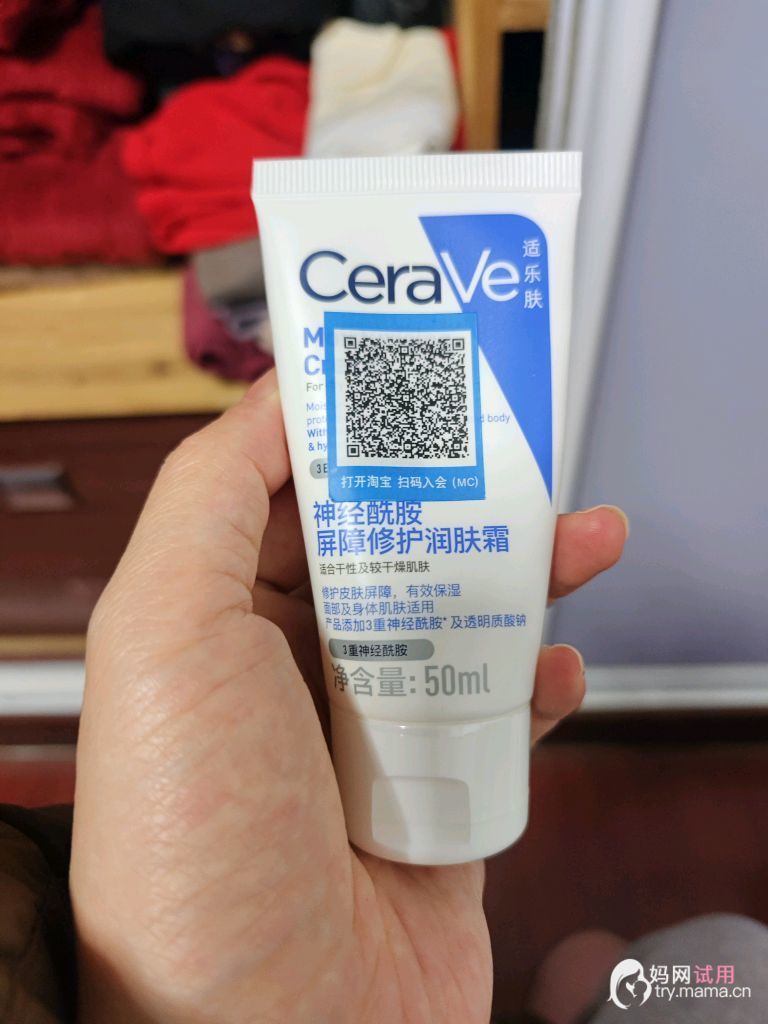 CeraVe
适乐肤
For
body
With
& hy
打开淘宝 扫码入会 (MC)
神经酰胺
屏障修护润肤霜
适合干性及较干燥肌肤
修护皮肤屏障，有效保湿
面部及身体肌肤适用
产品添加3重神经酰胺*及透明质酸钠
3重神经酰胺
净含量: 50ml
妈网试用
try.mama.cn